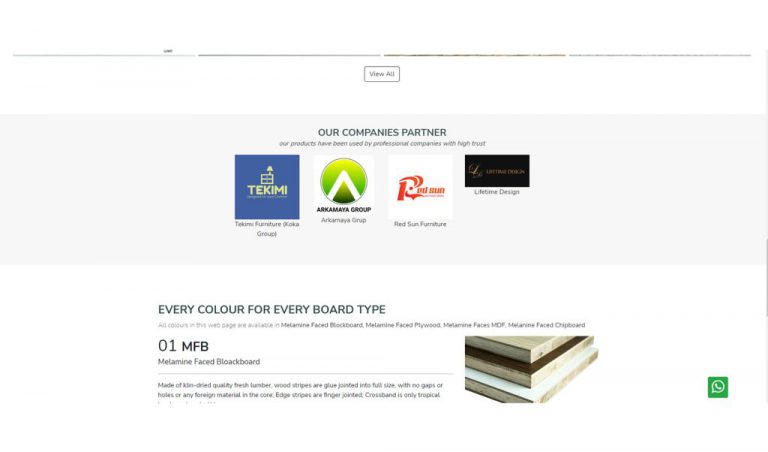 View All
OUR COMPANIES PARTNER
our products have been used by professional companies with high trust
TEKIMI
ARKAMAYA GROUP
Red sun
LIFETIME DESIGN
Tekimi Furniture (Koka
Group)
Arkamaya Grup
Red Sun Furniture
Lifetime Design
EVERY COLOUR FOR EVERY BOARD TYPE
All colours in this web page are available in Melamine Faced Blockboard, Melamine Faced Plywood, Melamine Faces MDF, Melanine Faced Chipboard
01 MFB
Melamine Faced Bloackboard
Made of klin-dried quality fresh lumber, wood stripes are glue jointed into full size, with no gaps or
holes or any foreign material in the core; Edge stripes are finger jointed; Crossband is only tropical